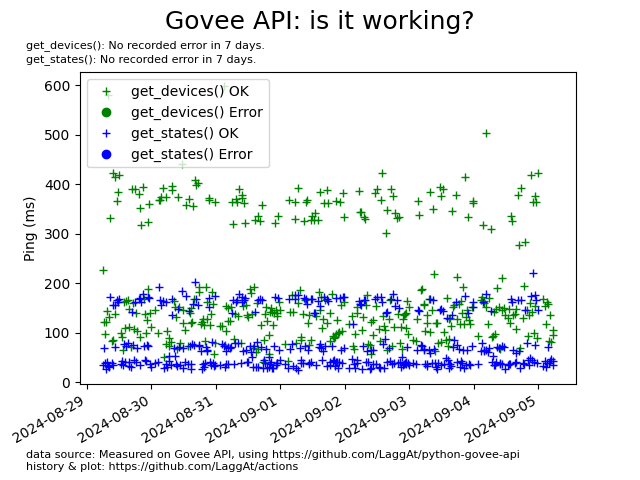 Govee API: is it working?
get_devices(): No recorded error in 7 days.
get_states(): No recorded error in 7 days.
get_devices() OK
get_devices() Error
get_states() OK
get_states() Error
Ping (ms)
600
500
400
300
200
100
0
2024-08-29
2024-08-30
2024-08-31
2024-09-01
2024-09-02
2024-09-03
2024-09-04
2024-09-05
data source: Measured on Govee API, using https://github.com/LaggAt/python-govee-api
history & plot: https://github.com/LaggAt/actions